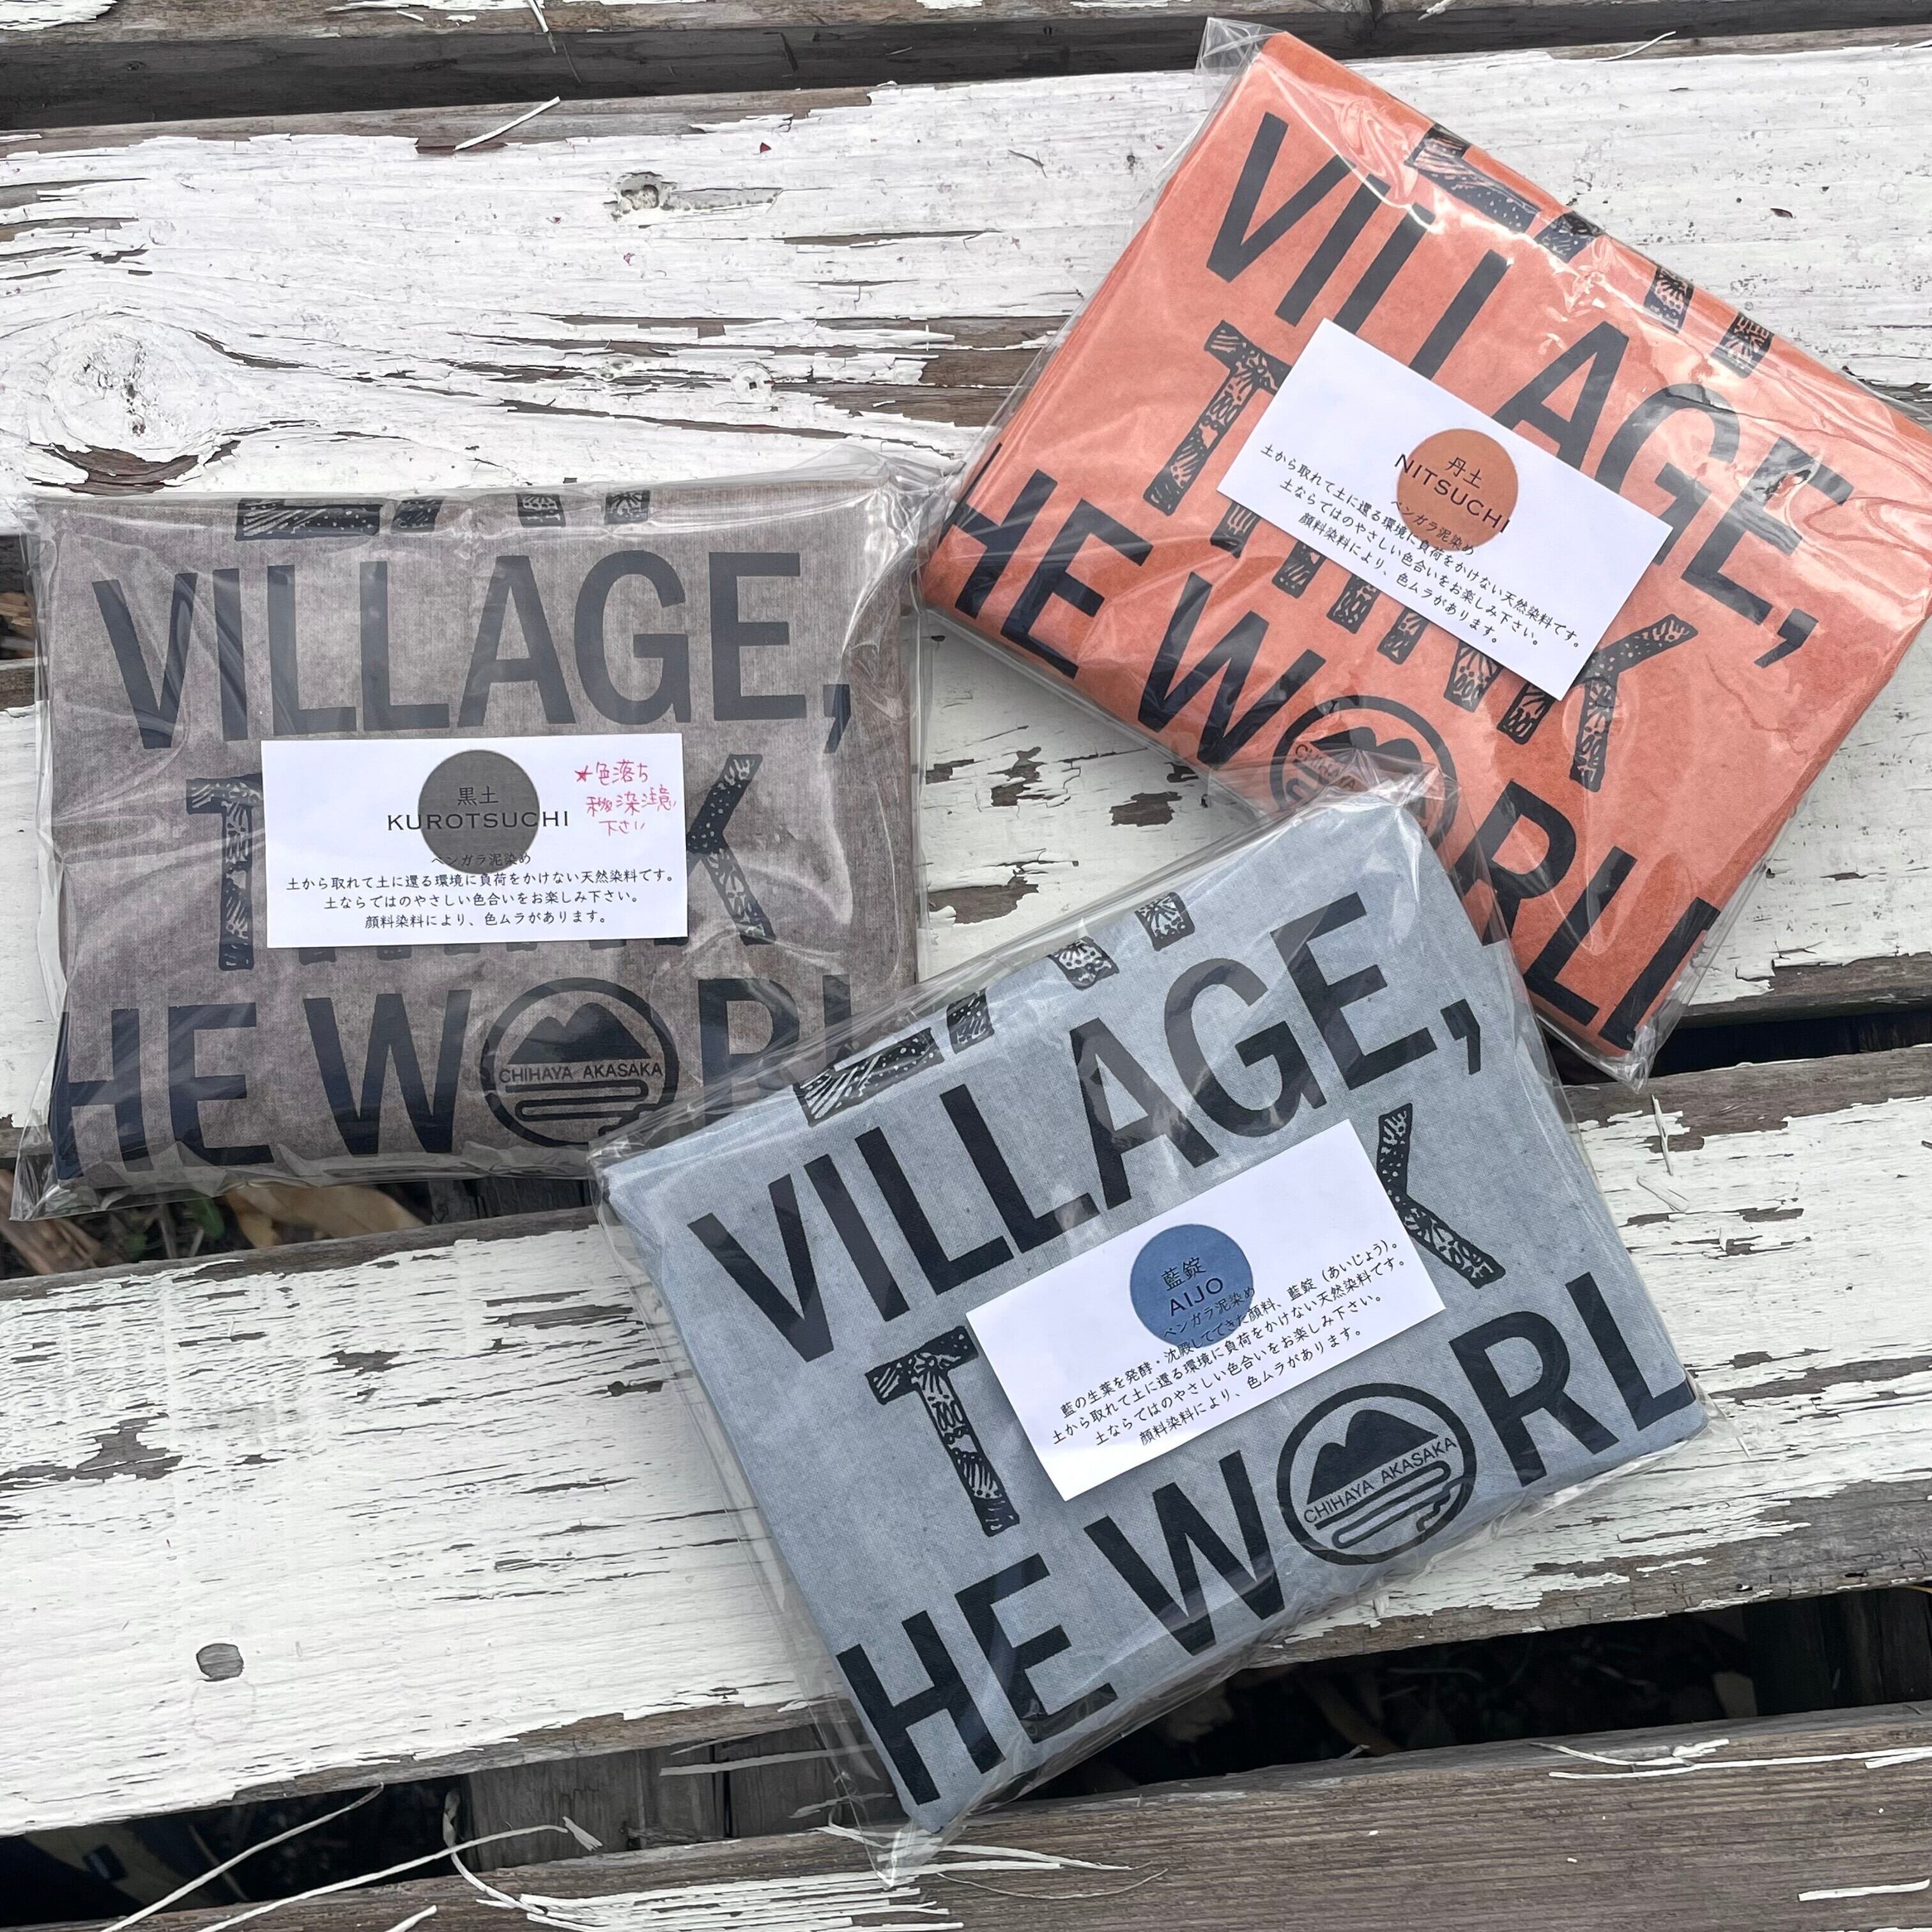 VILLAGE,
T
K
HE WORL
CHIHAYA AKASAKA
黒土
KUROTSUCHI
ベンガラ泥染め
土から取れて土に還る環境に負荷をかけない天然染料です。
土ならではのやさしい色合いをお楽しみ下さい。
顔料染料により、色ムラがあります。
★色落ち
移染注意
下さい
VILLAGE,
THINK
HE WORLD
CHIHAYA
丹土
NITSUCHI
ベンガラ泥染め
土から取れて土に還る環境に負荷をかけない天然染料です。
土ならではのやさしい色合いをお楽しみ下さい。
顔料染料により、色ムラがあります。
VILLAGE,
T
K
HE WORL
CHIHAYA AKASAKA
藍錠
AIJO
ベンガラ泥染め
藍の生葉を発酵・沈殿してできた顔料、藍錠(あいじょう)。
土から取れて土に還る環境に負荷をかけない天然染料です。
土ならではのやさしい色合いをお楽しみ下さい。
顔料染料により、色ムラがあります。